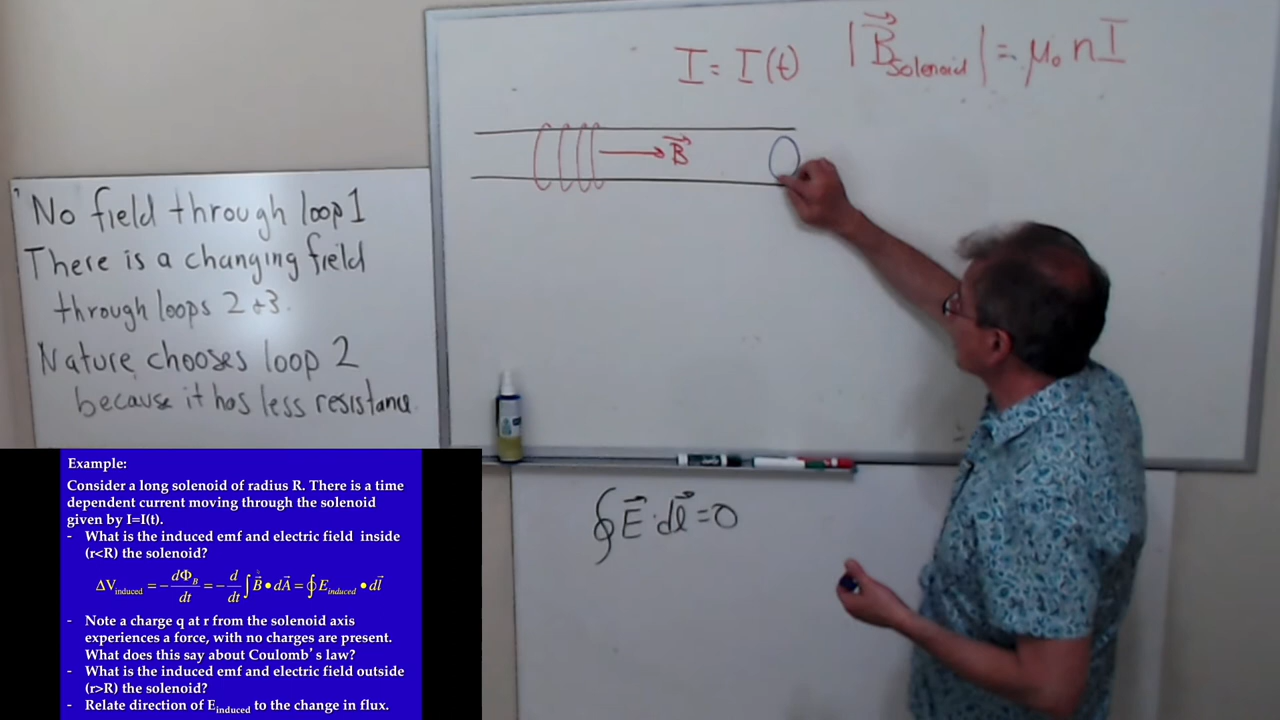 I = I(t)
|B⃗Solenoid| = μ₀ n I
B⃗
No field through loop 1
There is a changing field
through loops 2+3.
Nature chooses loop 2
because it has less resistance.
∮E⃗·dl⃗=0
Example:
Consider a long solenoid of radius R. There is a time
dependent current moving through the solenoid
given by I=I(t).
- What is the induced emf and electric field inside
(r<R) the solenoid?
ΔVinduced = − dΦB/dt = − d/dt ∫B⃗•dA⃗ = ∮Einduced•dl⃗
- Note a charge q at r from the solenoid axis
experiences a force, with no charges are present.
What does this say about Coulomb's law?
- What is the induced emf and electric field outside
(r>R) the solenoid?
- Relate direction of Einduced to the change in flux.